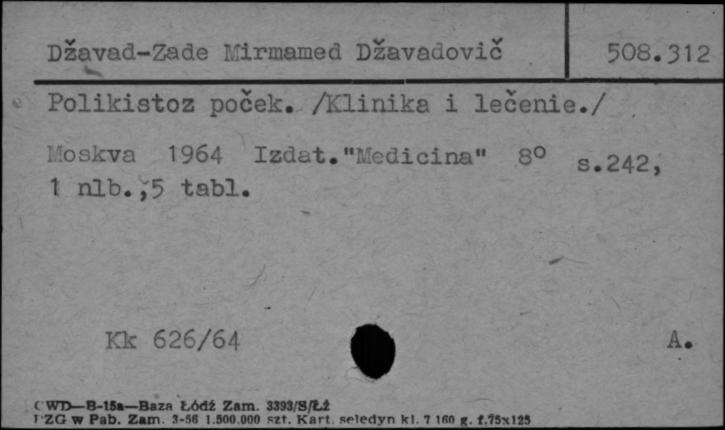 Džavad-Zade Mirmamed Džavadovič 508.312
Polikistoz poček. /Klinika i lečenie./
Moskva 1964 Izdat."Medicina" 8° s.242,
1 nlb.;5 tabl.
Kk 626/64 A.
CWD—B-15a—Baza Łódź Zam. 3393/S/Łź
PZG w Pab. Zam. 3-56 1.500.000 szt. Kart. seledyn kl. 7 160 g. f.75x125